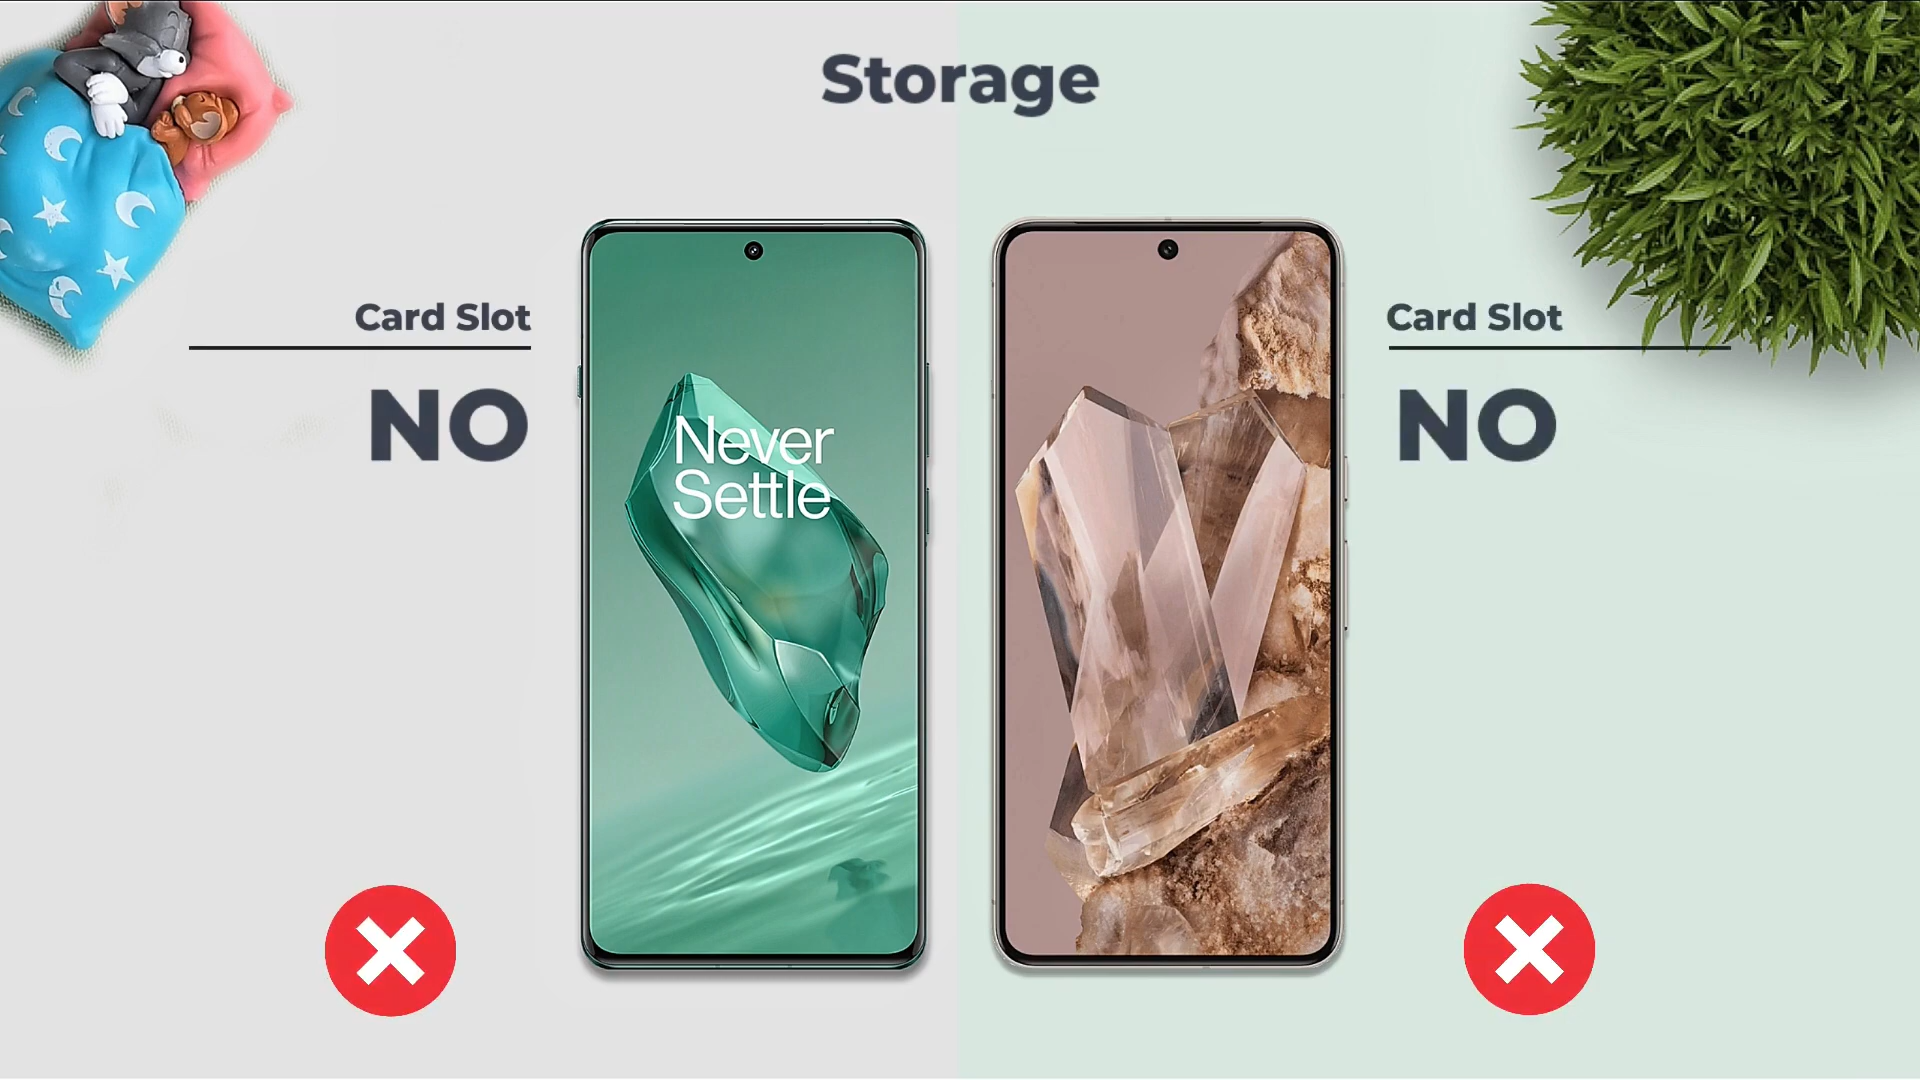 Storage
Card Slot
NO
Never
Settle
Card Slot
NO